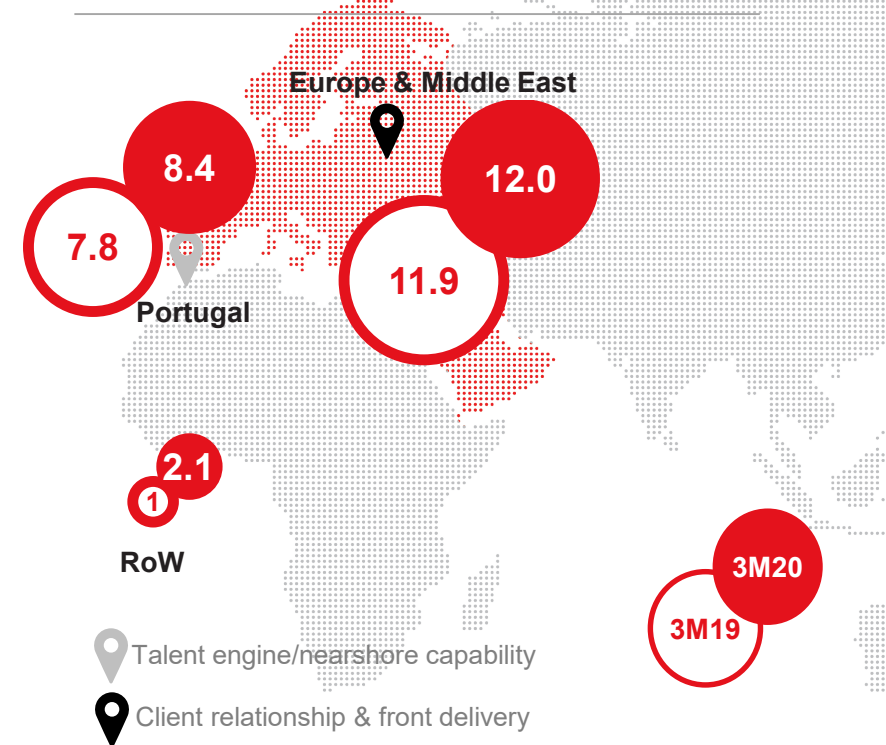 Europe & Middle East
8.4
12.0
7.8
11.9
Portugal
2.1
1
RoW
3M20
3M19
Talent engine/nearshore capability
Client relationship & front delivery